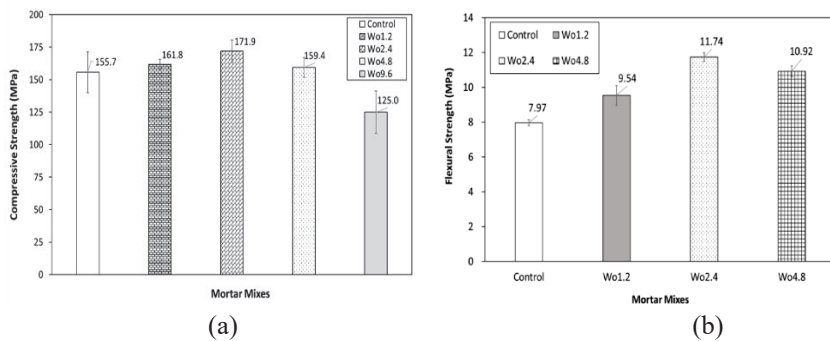 200
175
150
125
100
75
50
25
0
Compressive Strength (MPa)
155.7
161.8
171.9
159.4
125.0
Control
Wo1.2
Wo2.4
Wo4.8
Wo9.6
Mortar Mixes
(a)
14
12
10
8
6
4
2
0
Flexural Strength (MPa)
Control Wo1.2
Wo2.4 Wo4.8
7.97
9.54
11.74
10.92
Control Wo1.2 Wo2.4 Wo4.8
Mortar Mixes
(b)